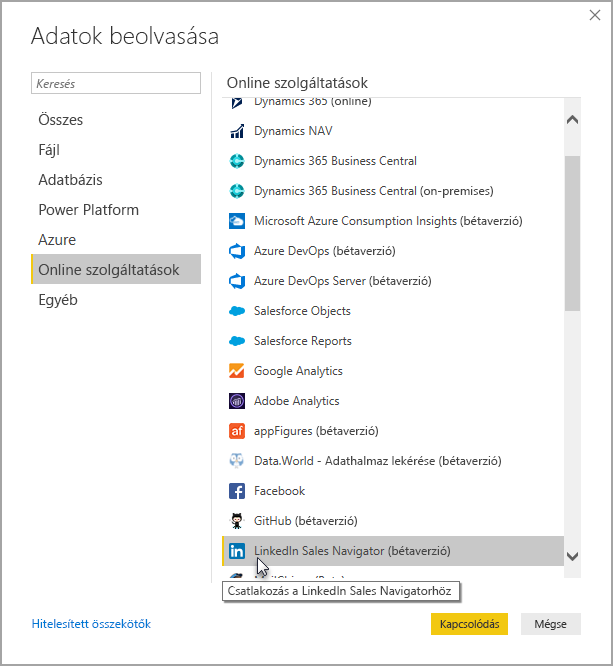 Adatok beolvasása
Keresés
Összes
Fájl
Adatbázis
Power Platform
Azure
Online szolgáltatások
Egyéb
Online szolgáltatások
Dynamics 365 (online)
Dynamics NAV
Dynamics 365 Business Central
Dynamics 365 Business Central (on-premises)
Microsoft Azure Consumption Insights (bétaverzió)
Azure DevOps (bétaverzió)
Azure DevOps Server (bétaverzió)
Salesforce Objects
Salesforce Reports
Google Analytics
Adobe Analytics
af appFigures (bétaverzió)
Data.World - Adathalmaz lekérése (bétaverzió)
Facebook
GitHub (bétaverzió)
in LinkedIn Sales Navigator (bétaverzió)
Csatlakozás a LinkedIn Sales Navigatorhöz
Hitelesített összekötők
Kapcsolódás
Mégse